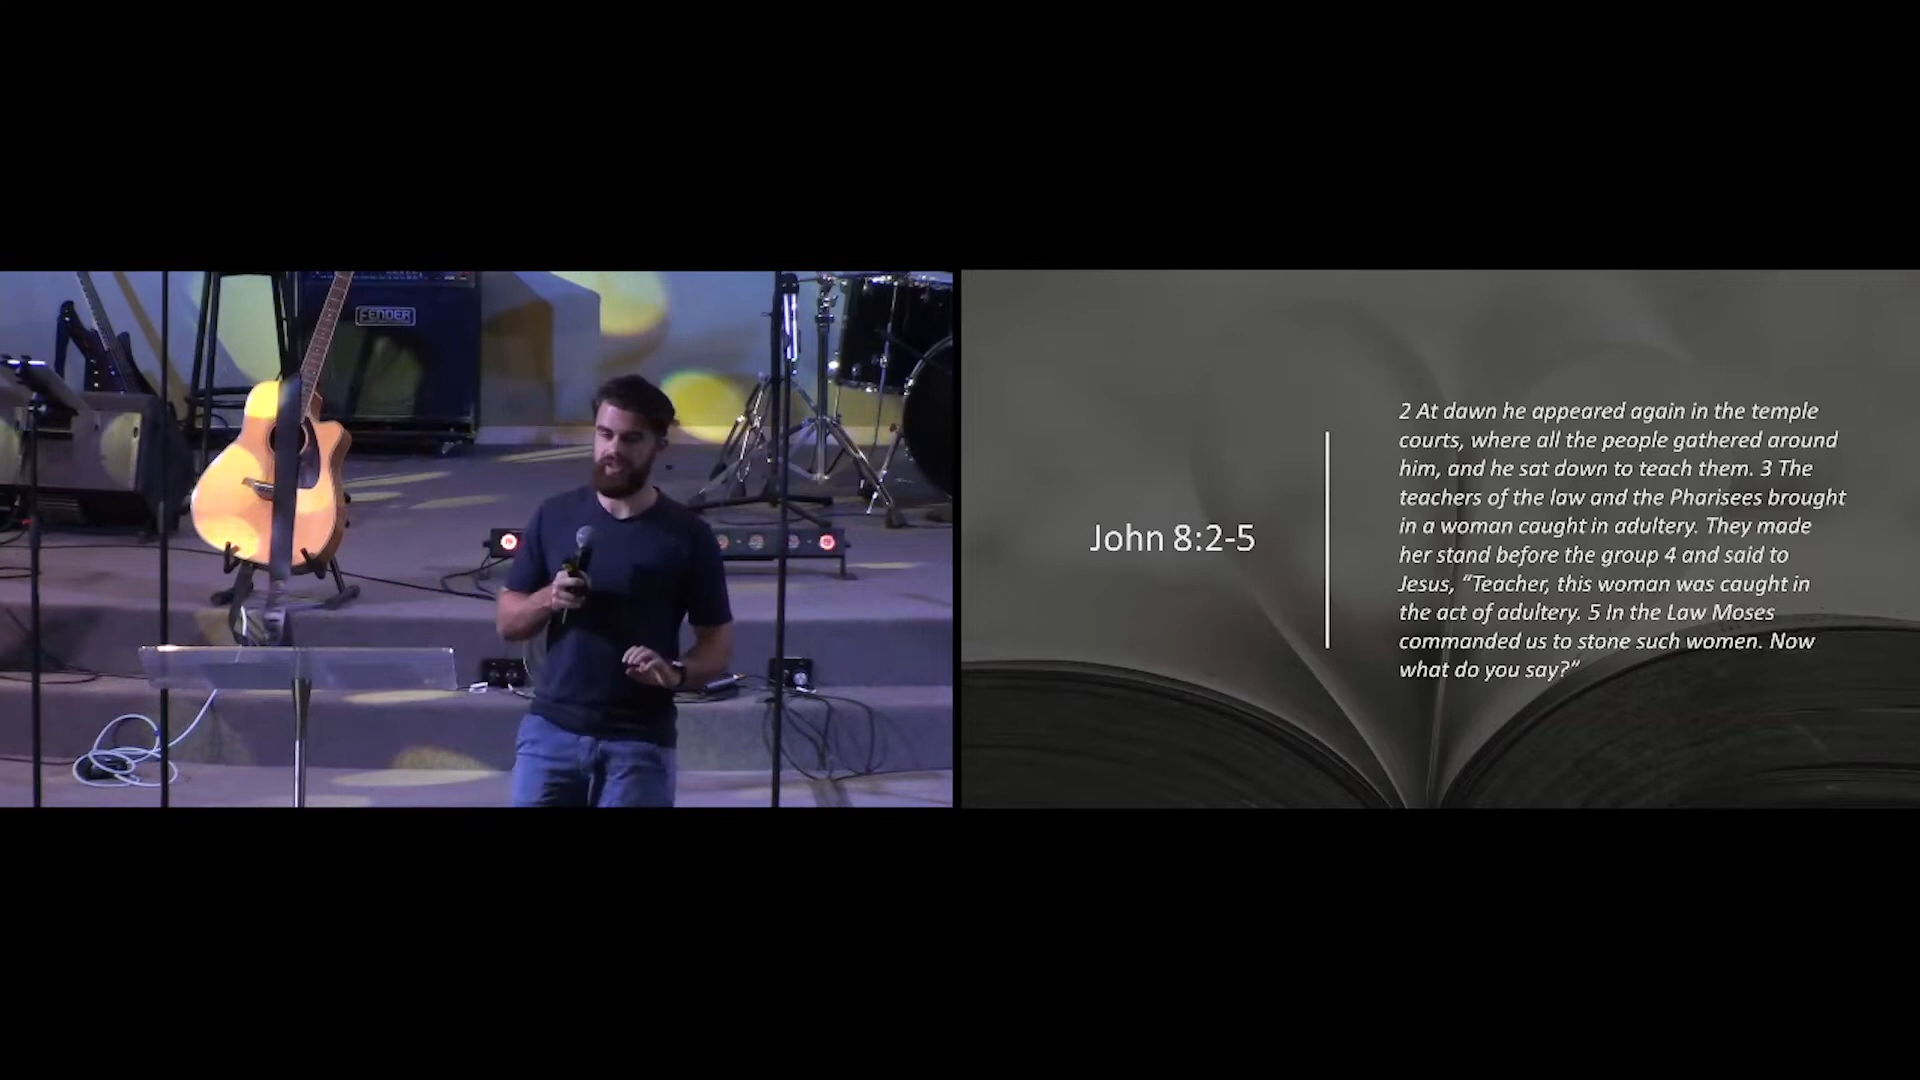 FENDER
John 8:2-5
2 At dawn he appeared again in the temple
courts, where all the people gathered around
him, and he sat down to teach them. 3 The
teachers of the law and the Pharisees brought
in a woman caught in adultery. They made
her stand before the group 4 and said to
Jesus, “Teacher, this woman was caught in
the act of adultery. 5 In the Law Moses
commanded us to stone such women. Now
what do you say?”